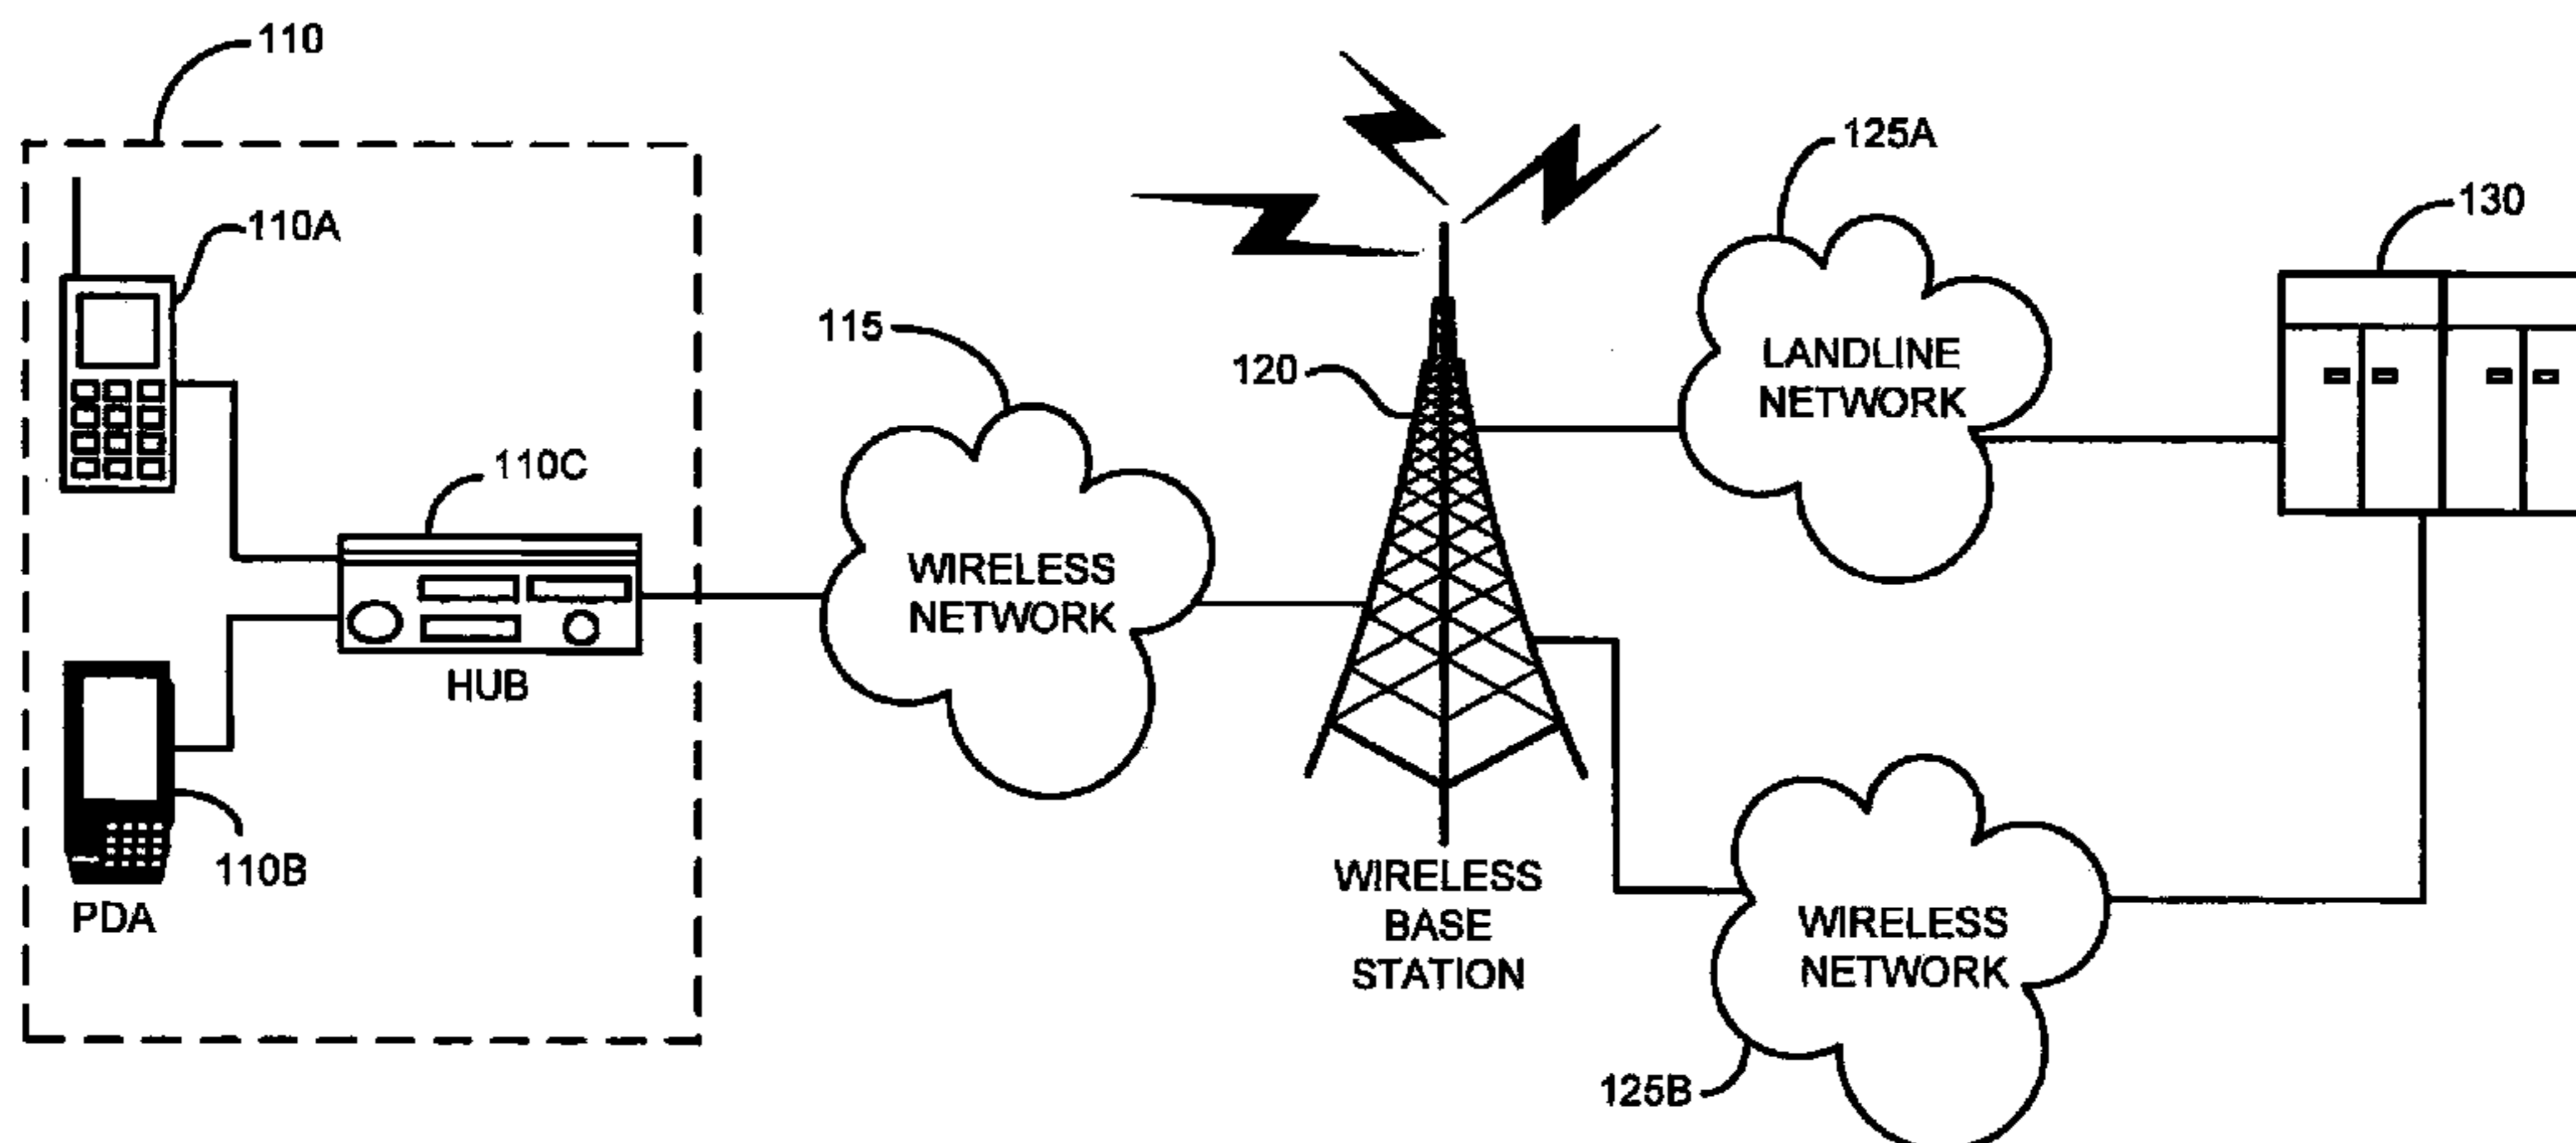 110
110A
110C
HUB
110B
PDA
115
WIRELESS
NETWORK
120
WIRELESS
BASE
STATION
125A
LANDLINE
NETWORK
130
WIRELESS
NETWORK
125B